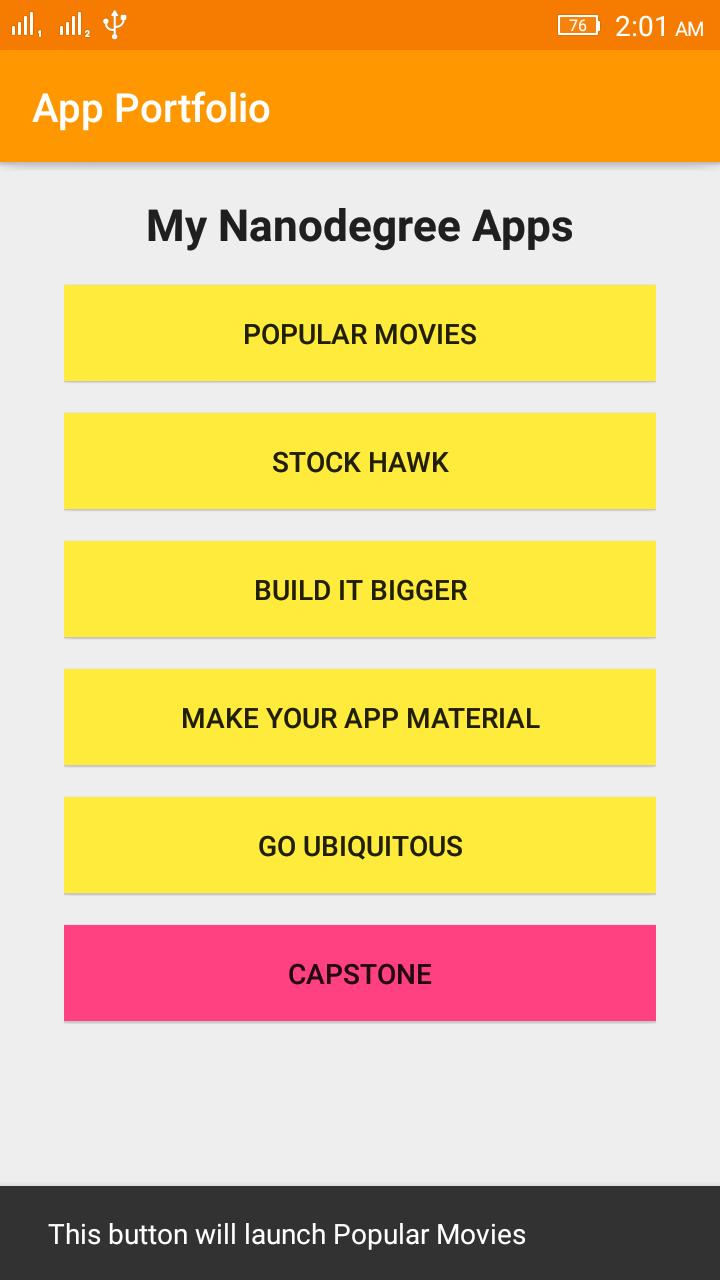 1 2 76 2:01 AM
App Portfolio
My Nanodegree Apps
POPULAR MOVIES
STOCK HAWK
BUILD IT BIGGER
MAKE YOUR APP MATERIAL
GO UBIQUITOUS
CAPSTONE
This button will launch Popular Movies